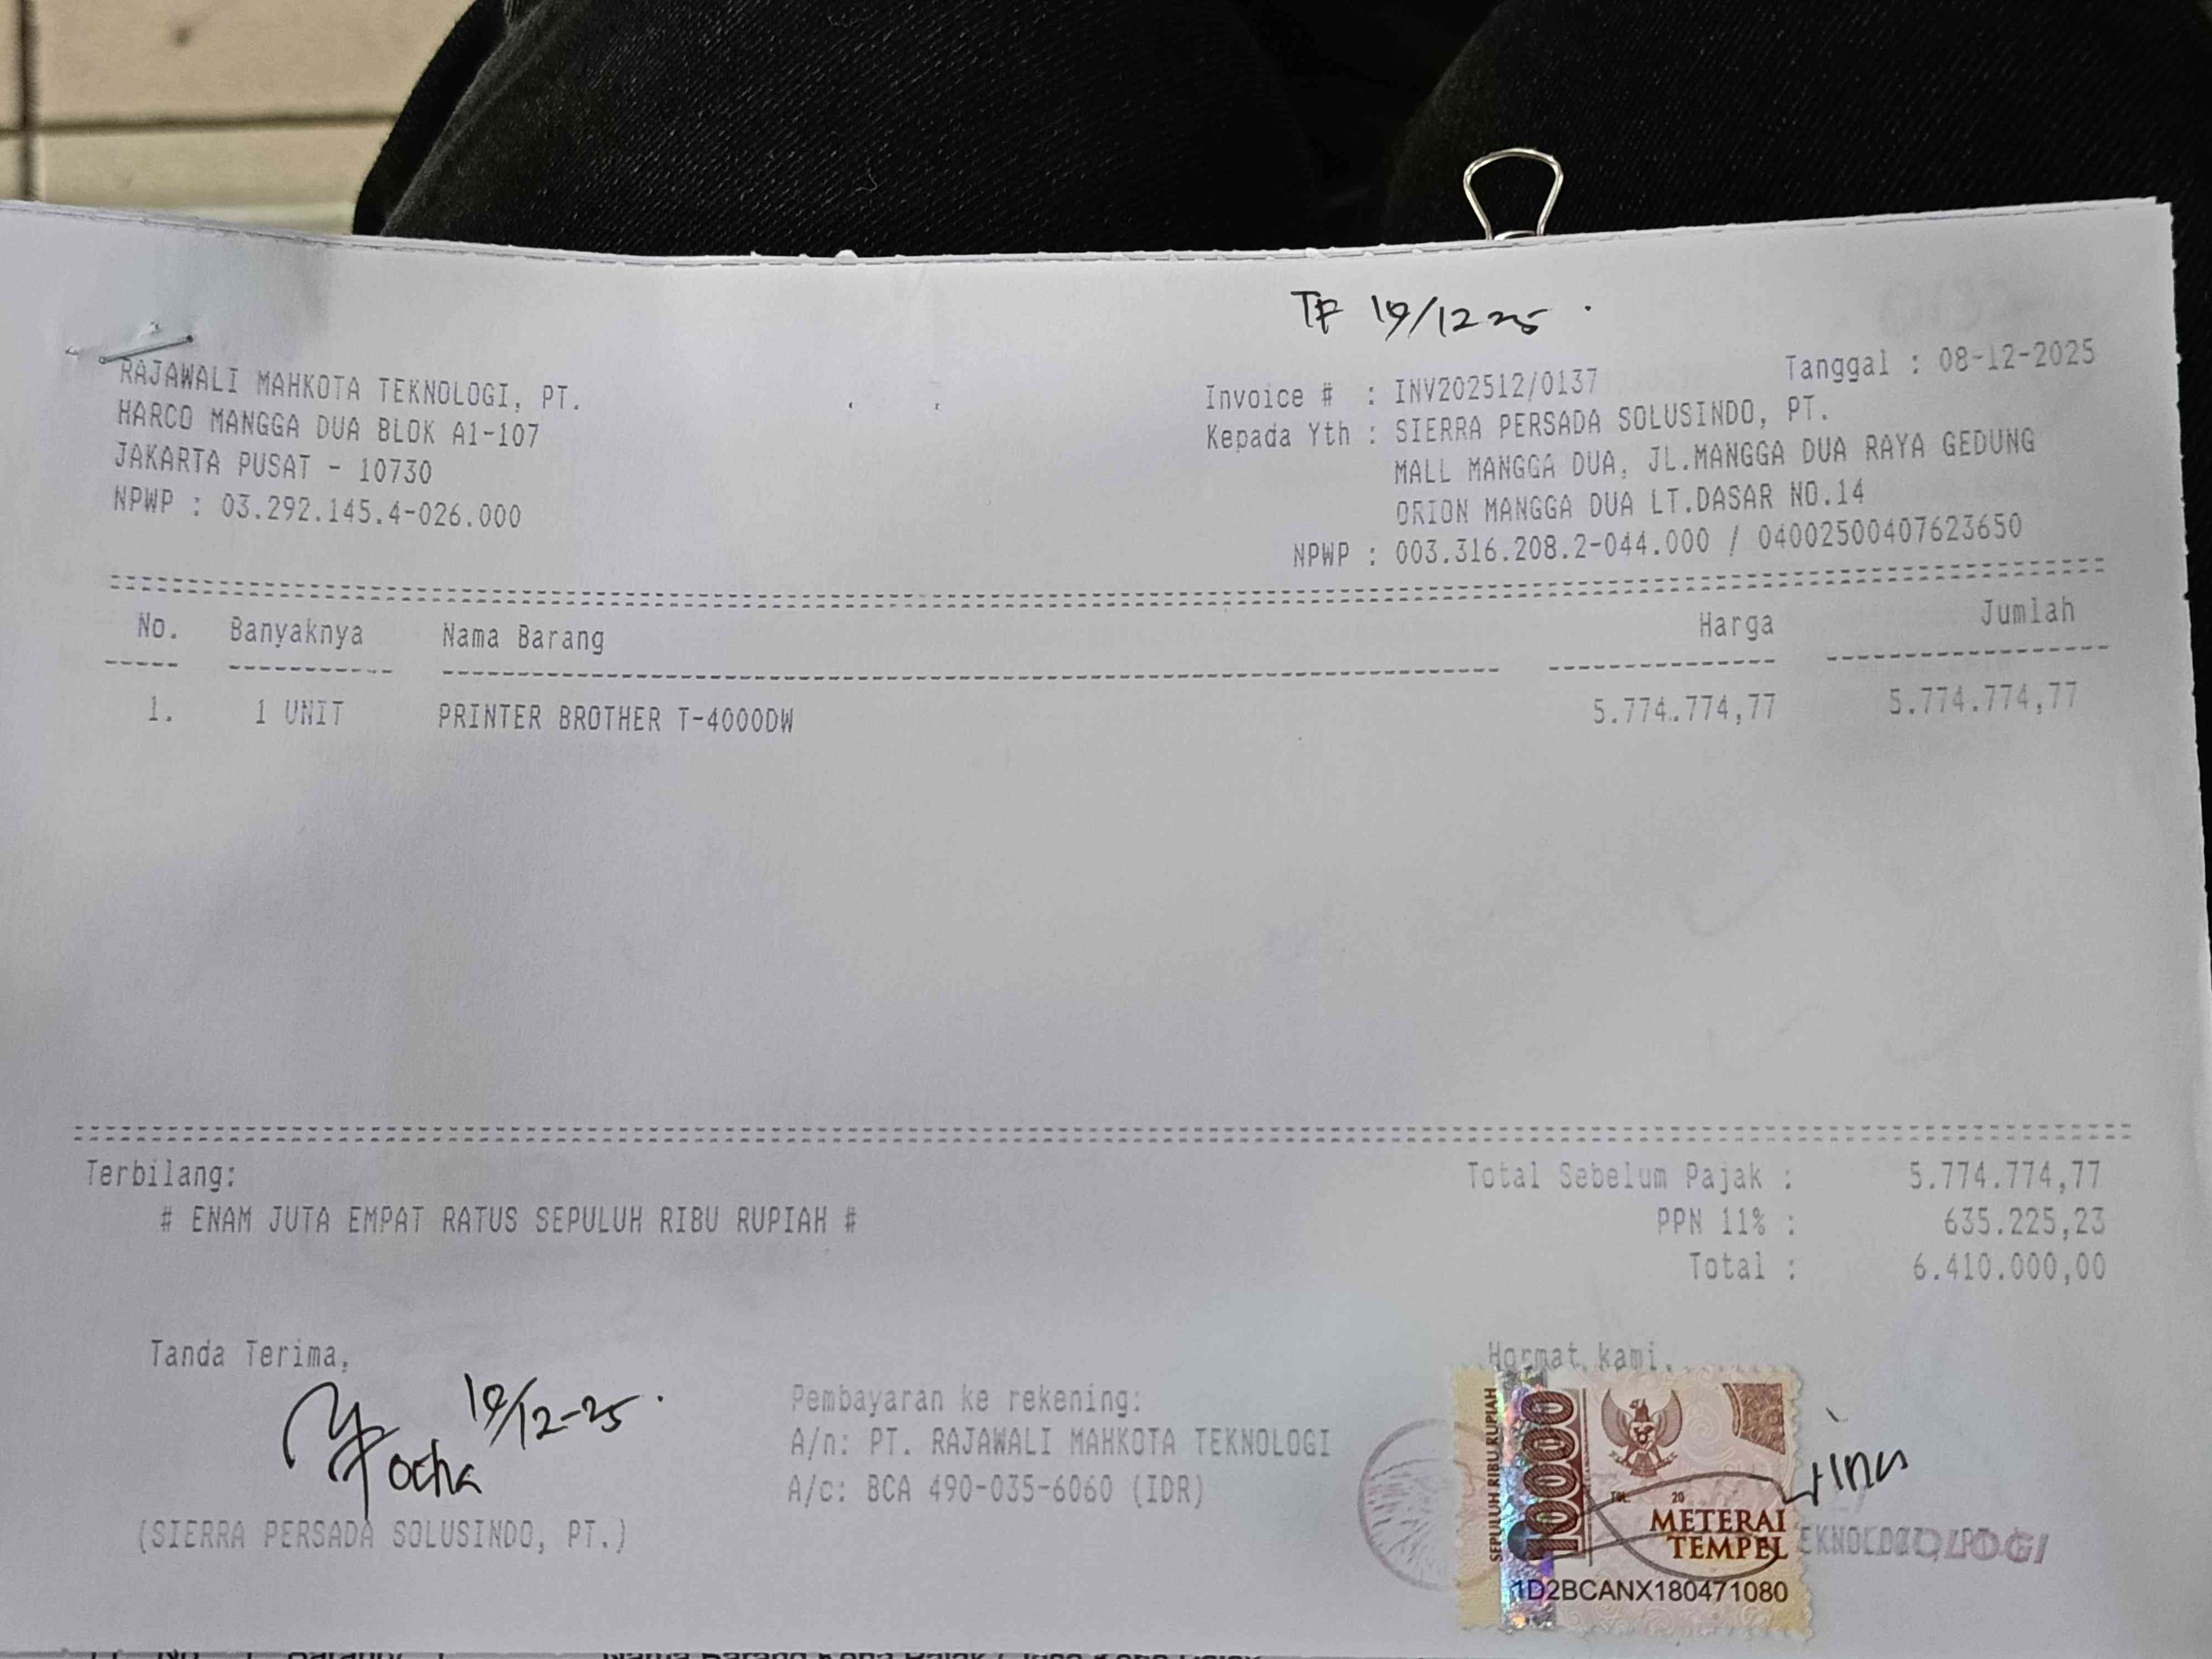 TF 19/12 25
RAJAWALI MAHKOTA TEKNOLOGI, PT.
HARCO MANGGA DUA BLOK A1-107
JAKARTA PUSAT - 10730
NPWP : 03.292.145.4-026.000
Tanggal : 08-12-2025
Invoice # : INV202512/0137
Kepada Yth : SIERRA PERSADA SOLUSINDO, PT.
MALL MANGGA DUA, JL.MANGGA DUA RAYA GEDUNG
ORION MANGGA DUA LT.DASAR NO.14
NPWP : 003.316.208.2-044.000 / 04002500407623650
No. Banyaknya Nama Barang Harga Jumlah
1. 1 UNIT PRINTER BROTHER T-4000DW 5.774.774,77 5.774.774,77
Terbilang:
# ENAM JUTA EMPAT RATUS SEPULUH RIBU RUPIAH #
Total Sebelum Pajak : 5.774.774,77
PPN 11% : 635.225,23
Total : 6.410.000,00
Tanda Terima,
19/12-25
Ocha
(SIERRA PERSADA SOLUSINDO, PT.)
Pembayaran ke rekening:
A/n: PT. RAJAWALI MAHKOTA TEKNOLOGI
A/c: BCA 490-035-6060 (IDR)
Hormat kami,
SEPULUH RIBU RUPIAH
10000
TGL. 20
METERAI
TEMPEL
1D2BCANX180471080